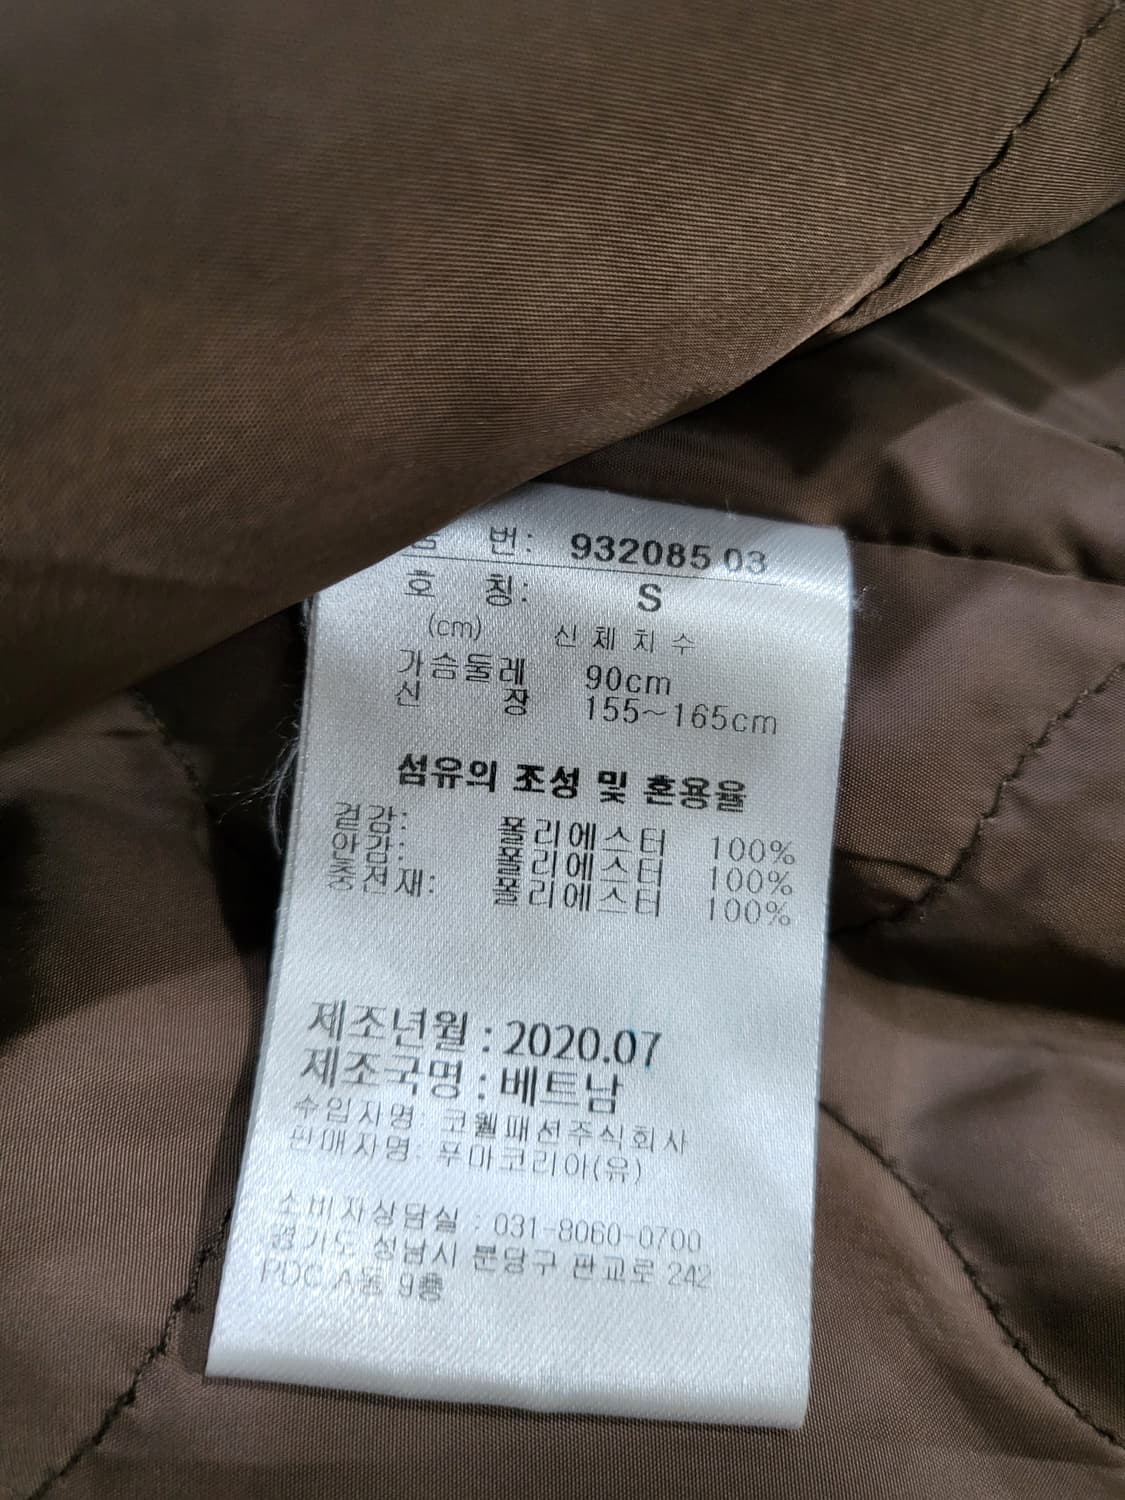 품 번: 932085 03
호 칭: S
(cm) 신 체 치 수
가슴둘레 90cm
신 장 155~165cm
섬유의 조성 및 혼용율
겉감: 폴리에스터 100%
안감: 폴리에스터 100%
충전재: 폴리에스터 100%
제조년월 : 2020.07
제조국명 : 베트남
수입자명: 코웰패션주식회사
판매자명: 푸마코리아(유)
소비자상담실 : 031-8060-0700
경기도 성남시 분당구 판교로 242
PDC A동 9층